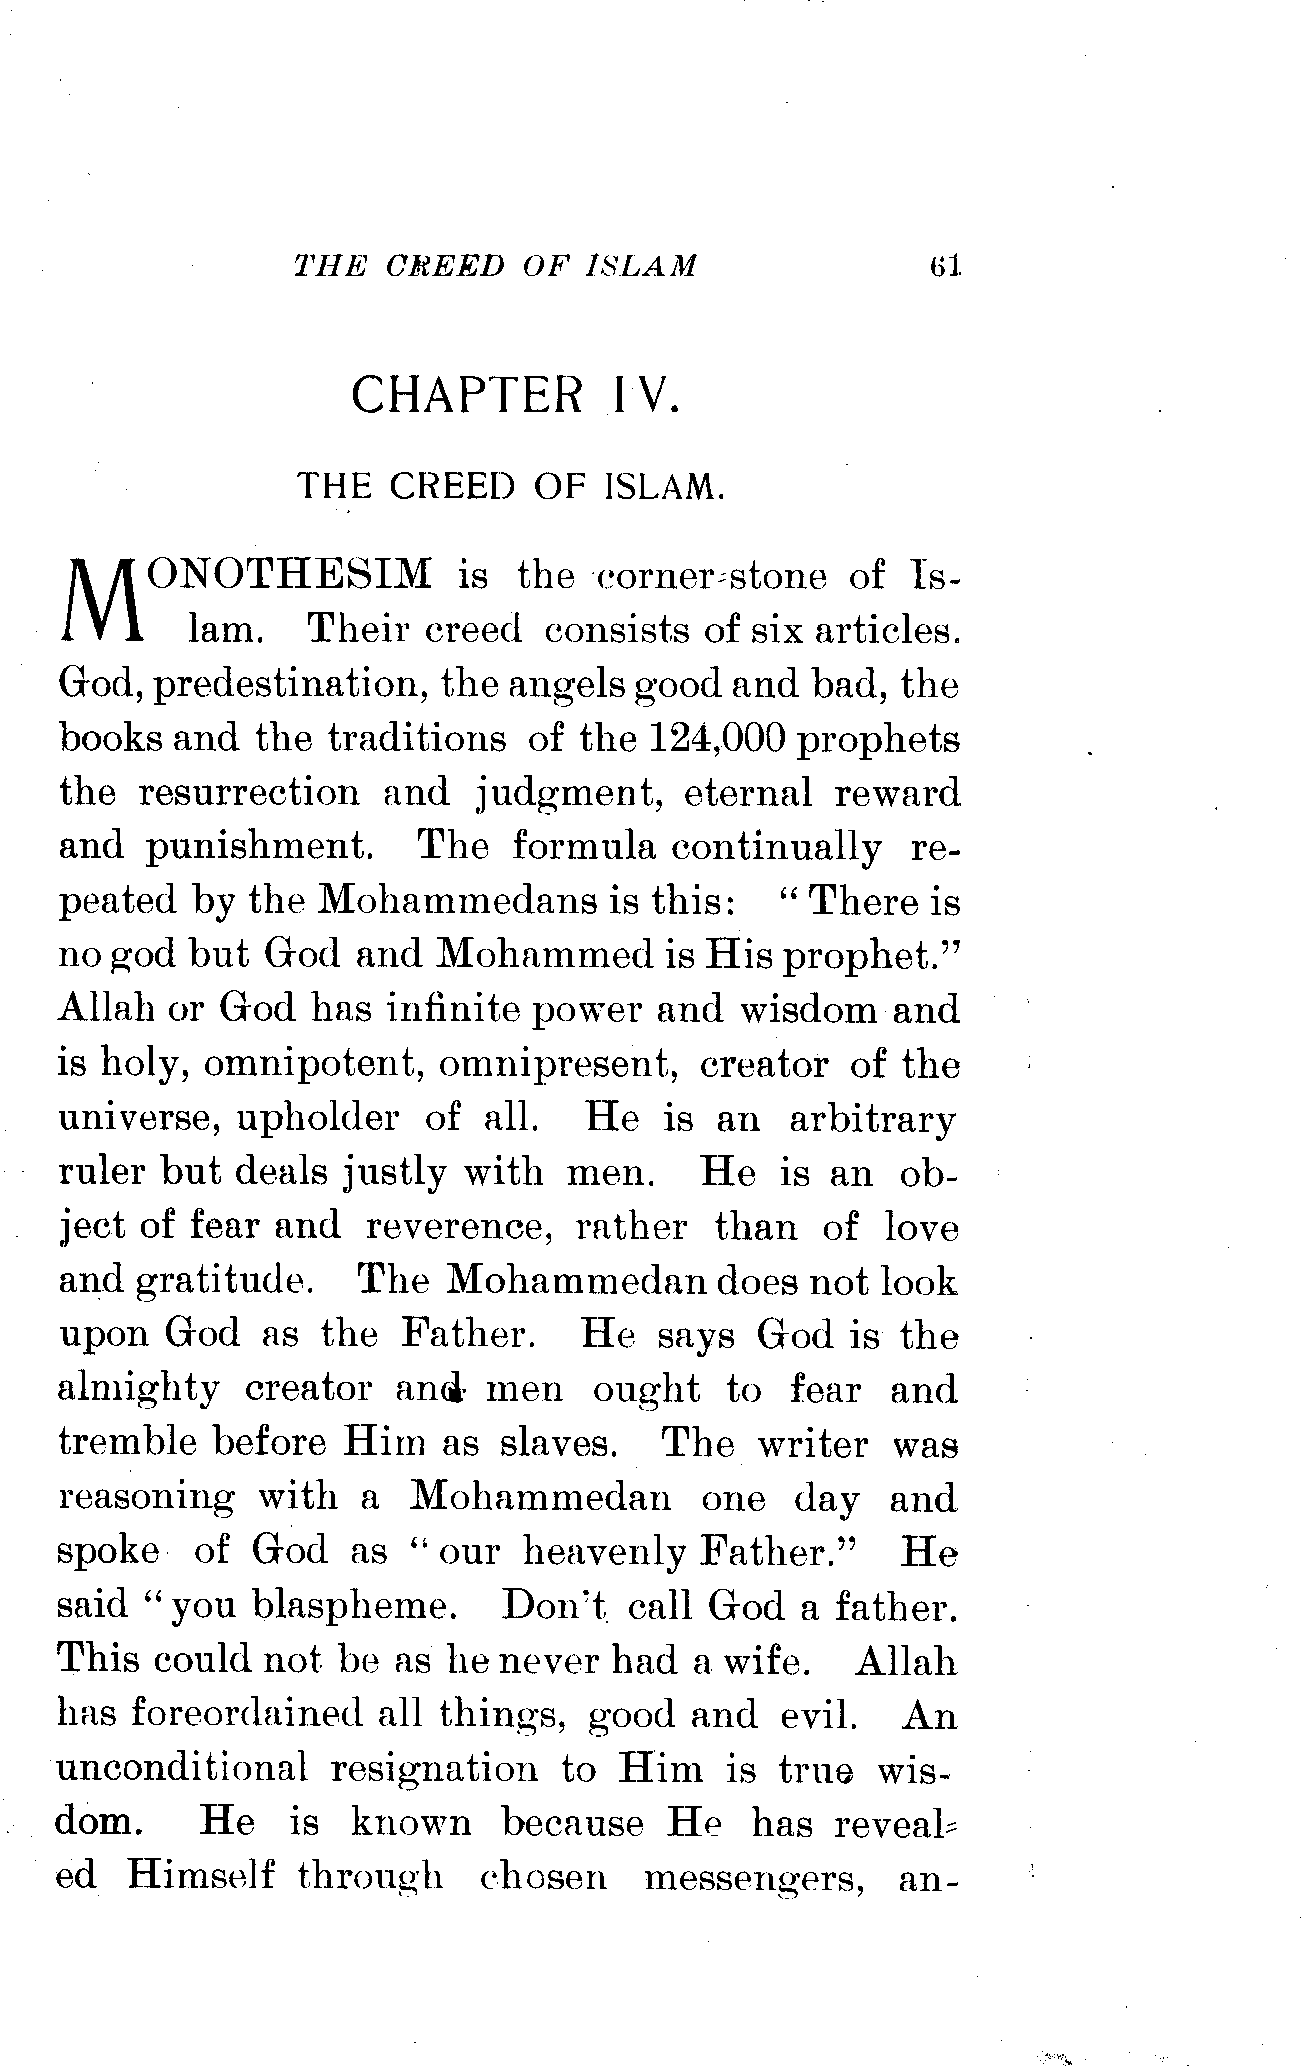 THE CREED OF ISLAM 61
CHAPTER IV.
THE CREED OF ISLAM.
MONOTHESIM is the corner-stone of Is-
lam. Their creed consists of six articles.
God, predestination, the angels good and bad, the
books and the traditions of the 124,000 prophets
the resurrection and judgment, eternal reward
and punishment. The formula continually re-
peated by the Mohammedans is this: "There is
no god but God and Mohammed is His prophet."
Allah or God has infinite power and wisdom and
is holy, omnipotent, omnipresent, creator of the
universe, upholder of all. He is an arbitrary
ruler but deals justly with men. He is an ob-
ject of fear and reverence, rather than of love
and gratitude. The Mohammedan does not look
upon God as the Father. He says God is the
almighty creator and men ought to fear and
tremble before Him as slaves. The writer was
reasoning with a Mohammedan one day and
spoke of God as "our heavenly Father." He
said "you blaspheme. Don't call God a father.
This could not be as he never had a wife. Allah
has foreordained all things, good and evil. An
unconditional resignation to Him is true wis-
dom. He is known because He has reveal-
ed Himself through chosen messengers, an-